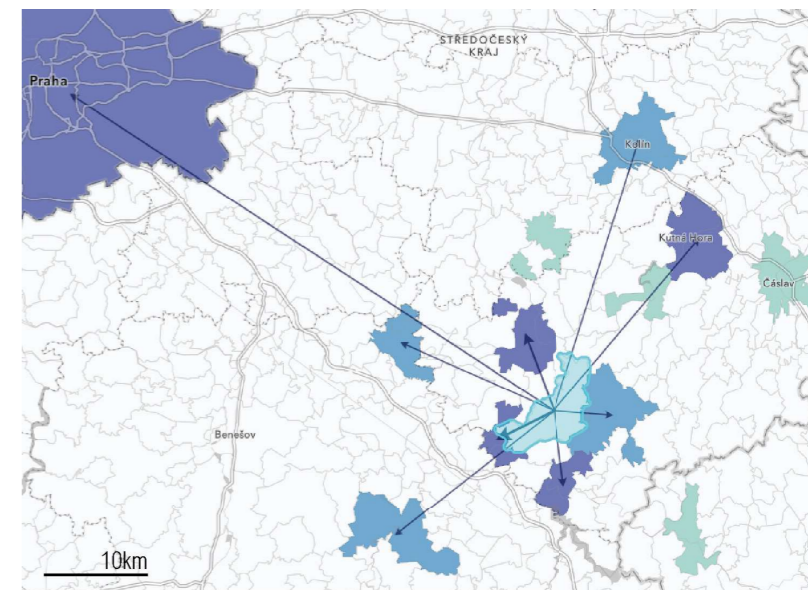 STŘEDOČESKÝ
KRAJ
Praha
Kolín
Kutná Hora
Čáslav
Benešov
10km